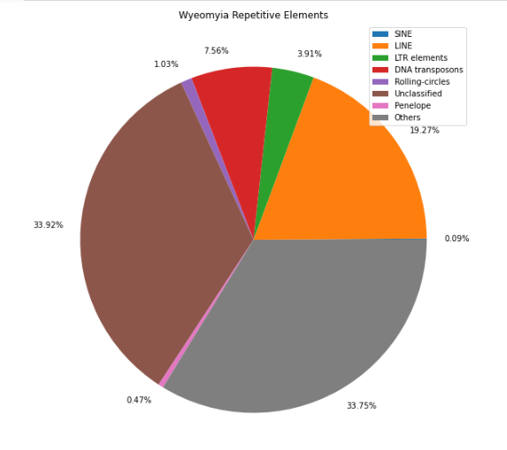 Wyeomyia Repetitive Elements
SINE
LINE
LTR elements
DNA transposons
Rolling-circles
Unclassified
Penelope
Others
7.56%
3.91%
1.03%
19.27%
33.92%
0.09%
0.47%
33.75%